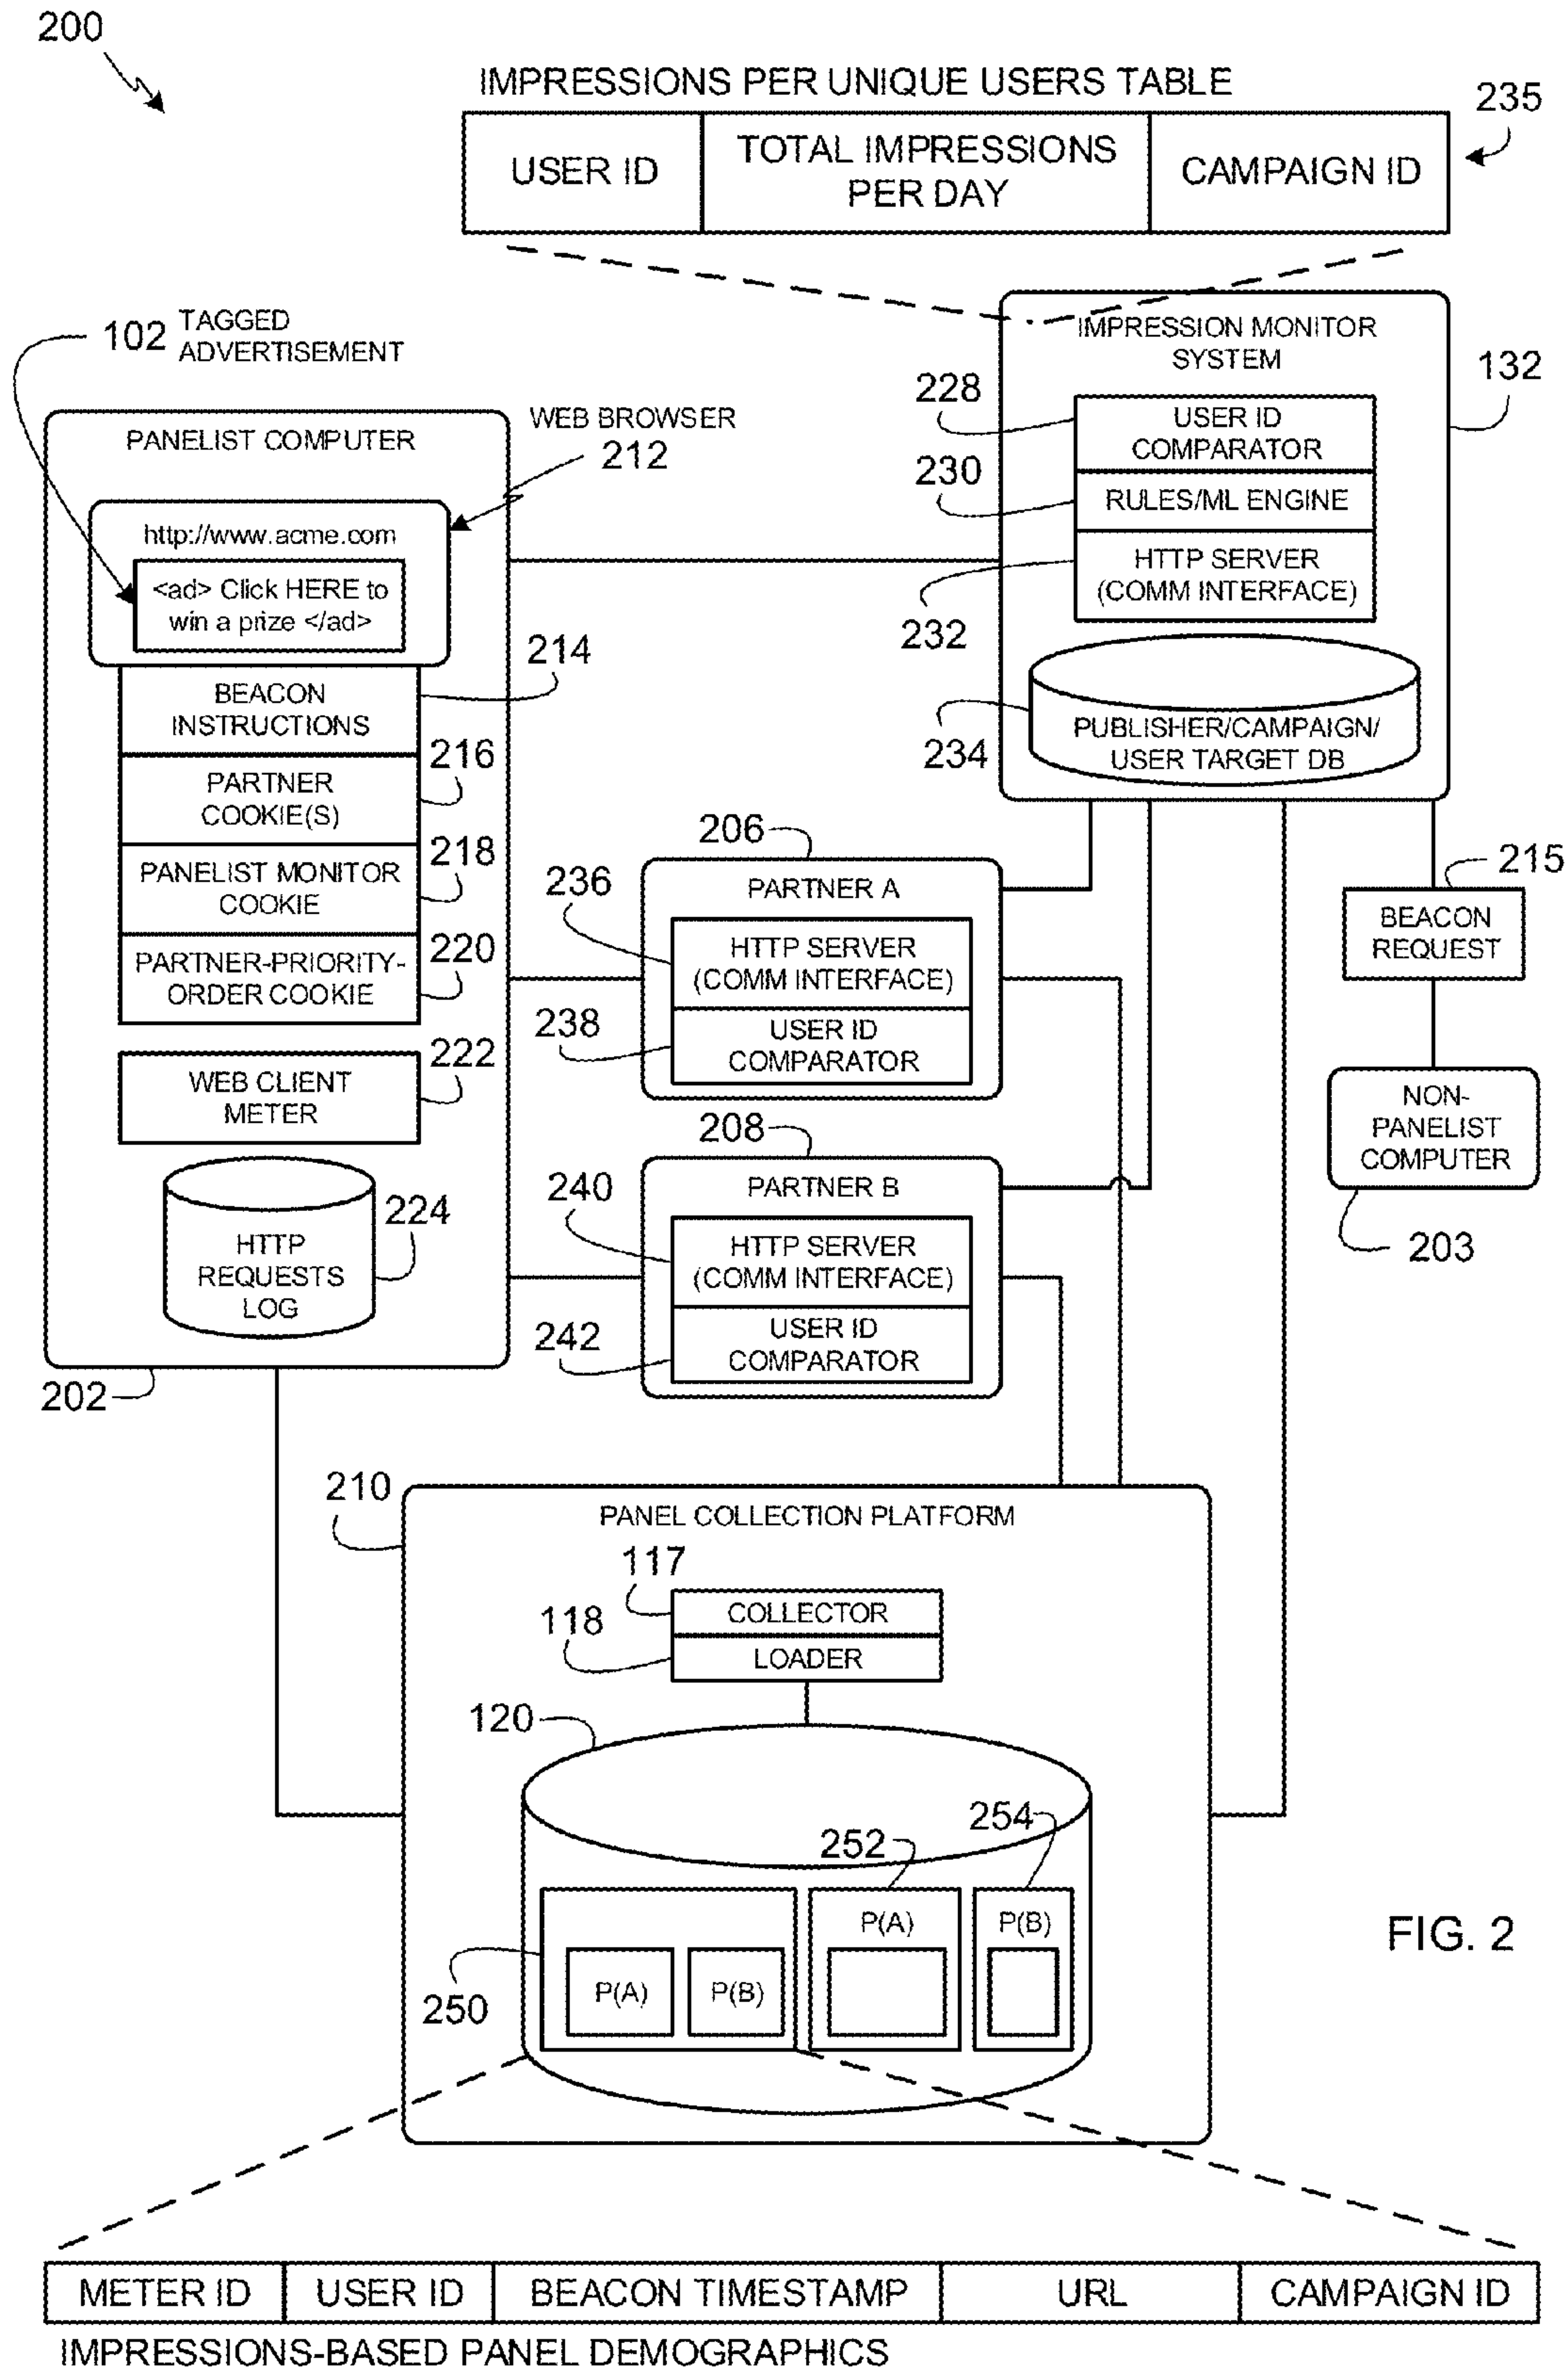 200
IMPRESSIONS PER UNIQUE USERS TABLE
235
USER ID
TOTAL IMPRESSIONS
PER DAY
CAMPAIGN ID
102
TAGGED
ADVERTISEMENT
PANELIST COMPUTER
WEB BROWSER
212
http://www.acme.com
<ad> Click HERE to
win a prize </ad>
214
BEACON
INSTRUCTIONS
216
PARTNER
COOKIE(S)
218
PANELIST MONITOR
COOKIE
220
PARTNER-PRIORITY-
ORDER COOKIE
222
WEB CLIENT
METER
224
HTTP
REQUESTS
LOG
202
IMPRESSION MONITOR
SYSTEM
132
228
USER ID
COMPARATOR
230
RULES/ML ENGINE
HTTP SERVER
(COMM INTERFACE)
232
234
PUBLISHER/CAMPAIGN/
USER TARGET DB
206
PARTNER A
236
HTTP SERVER
(COMM INTERFACE)
238
USER ID
COMPARATOR
208
PARTNER B
240
HTTP SERVER
(COMM INTERFACE)
242
USER ID
COMPARATOR
215
BEACON
REQUEST
NON-
PANELIST
COMPUTER
203
210
PANEL COLLECTION PLATFORM
117
COLLECTOR
118
LOADER
120
252
254
P(A)
P(B)
250
P(A)
P(B)
FIG. 2
METER ID
USER ID
BEACON TIMESTAMP
URL
CAMPAIGN ID
IMPRESSIONS-BASED PANEL DEMOGRAPHICS